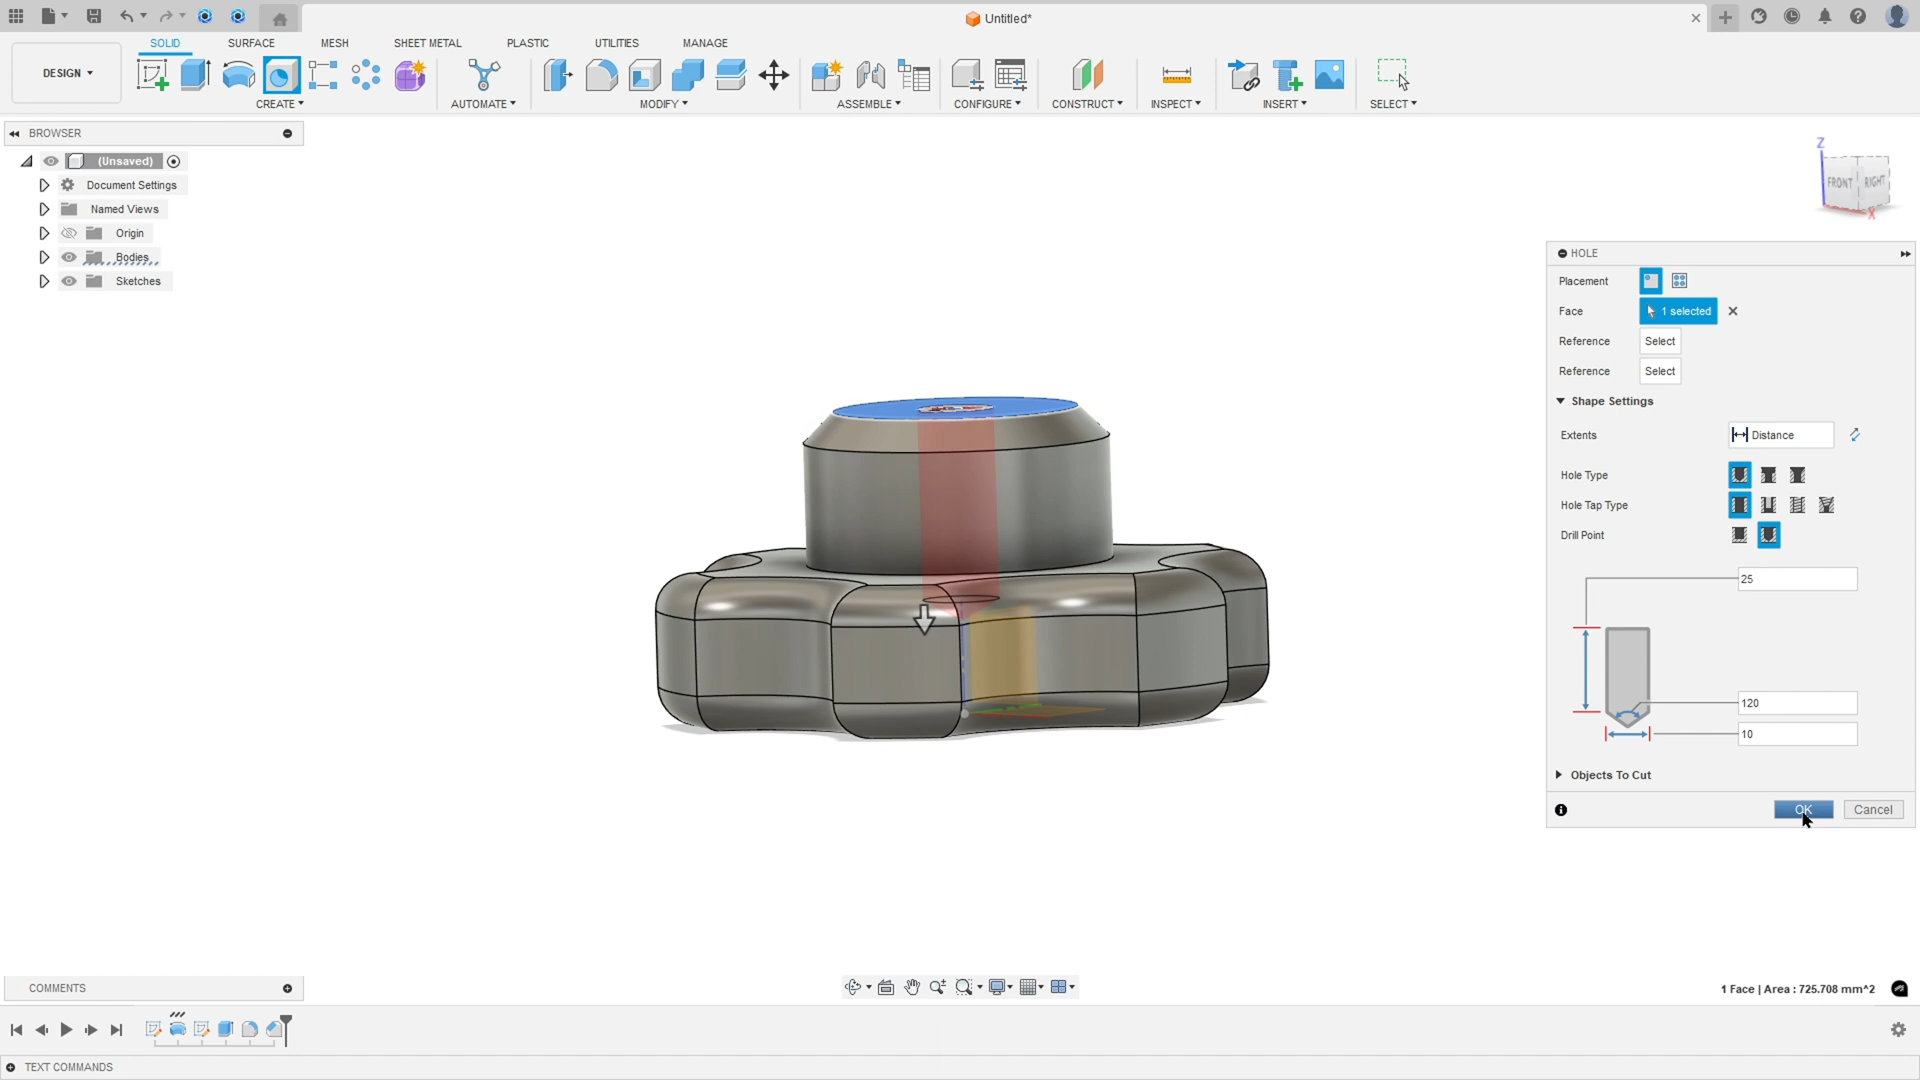 Untitled*
DESIGN
SOLID SURFACE MESH SHEET METAL PLASTIC UTILITIES MANAGE
CREATE AUTOMATE MODIFY ASSEMBLE CONFIGURE CONSTRUCT INSPECT INSERT SELECT
BROWSER
(Unsaved)
Document Settings
Named Views
Origin
Bodies
Sketches
Z
FRONT RIGHT
X
HOLE
Placement
Face 1 selected
Reference Select
Reference Select
Shape Settings
Extents Distance
Hole Type
Hole Tap Type
Drill Point
25
120
10
Objects To Cut
OK Cancel
COMMENTS
1 Face | Area : 725.708 mm^2
TEXT COMMANDS